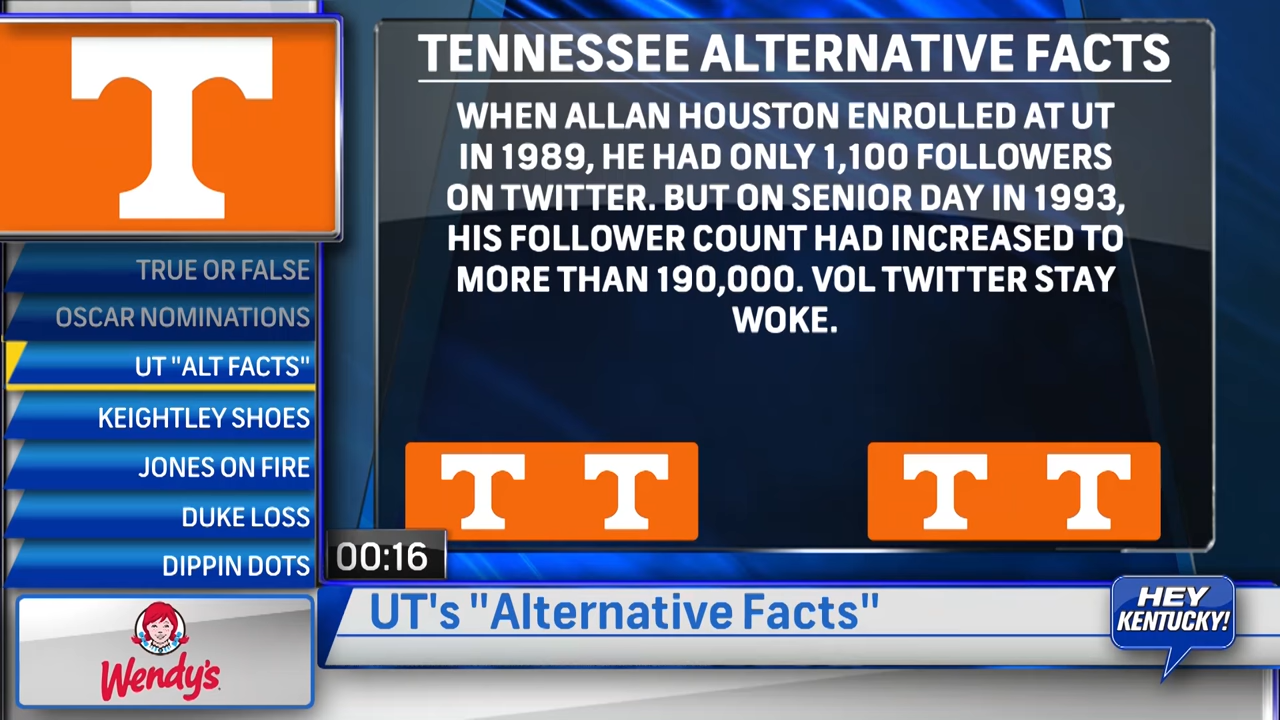 T
TENNESSEE ALTERNATIVE FACTS
WHEN ALLAN HOUSTON ENROLLED AT UT
IN 1989, HE HAD ONLY 1,100 FOLLOWERS
ON TWITTER. BUT ON SENIOR DAY IN 1993,
HIS FOLLOWER COUNT HAD INCREASED TO
MORE THAN 190,000. VOL TWITTER STAY
WOKE.
T T T T
TRUE OR FALSE
OSCAR NOMINATIONS
UT "ALT FACTS"
KEIGHTLEY SHOES
JONES ON FIRE
DUKE LOSS
DIPPIN DOTS
00:16
UT's "Alternative Facts"
HEY
KENTUCKY!
Wendy's